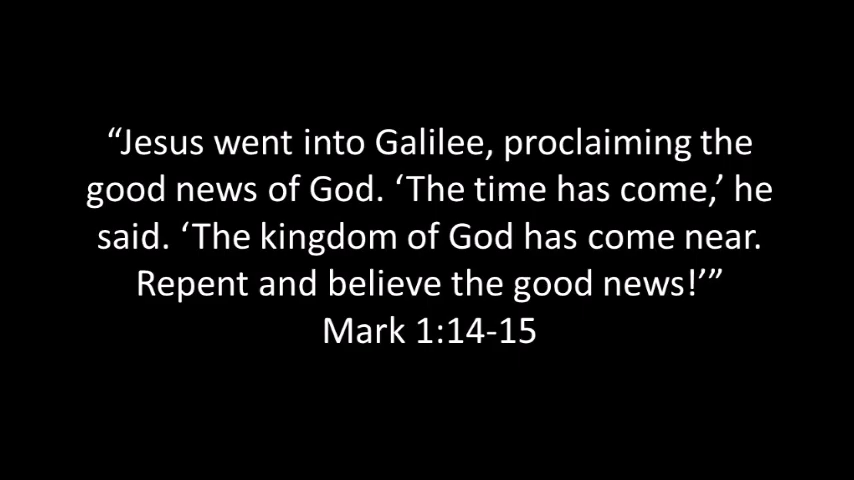 “Jesus went into Galilee, proclaiming the
good news of God. ‘The time has come,’ he
said. ‘The kingdom of God has come near.
Repent and believe the good news!’”
Mark 1:14-15